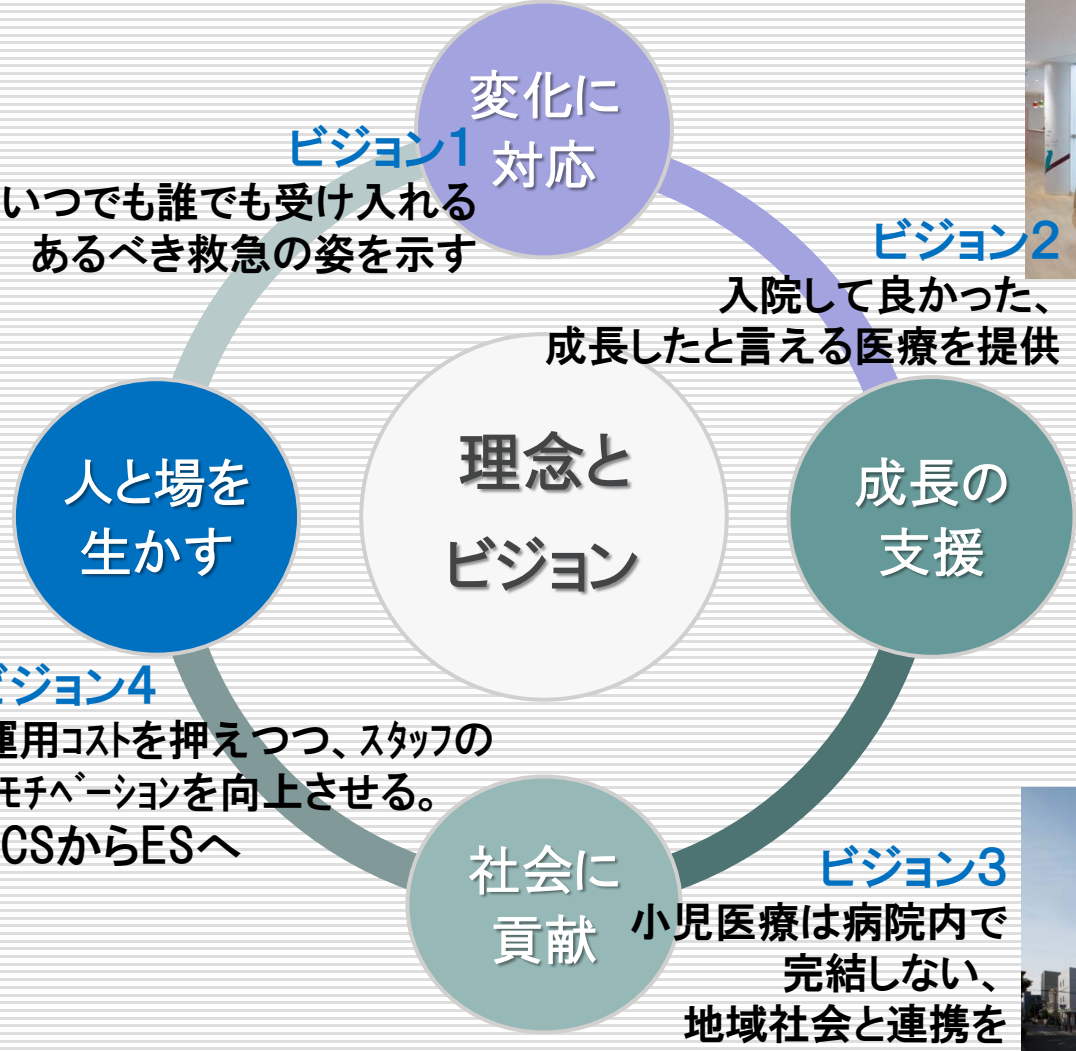 変化に
対応
ビジョン1
いつでも誰でも受け入れる
あるべき救急の姿を示す
ビジョン2
入院して良かった、
成長したと言える医療を提供
理念と
ビジョン
人と場を
生かす
成長の
支援
ビジョン4
運用コストを押えつつ、スタッフの
モチベーションを向上させる。
CSからESへ
社会に
貢献
ビジョン3
小児医療は病院内で
完結しない、
地域社会と連携を